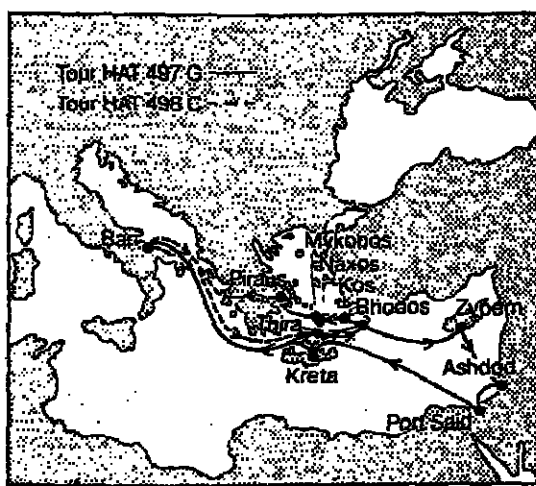 Tour HAT 497 G
Tour HAT 498 G
Bari
Mykonos
Naxos
Kos
Piräus
Rhodos
Zypern
Thira
Ashdod
Kreta
Port Said